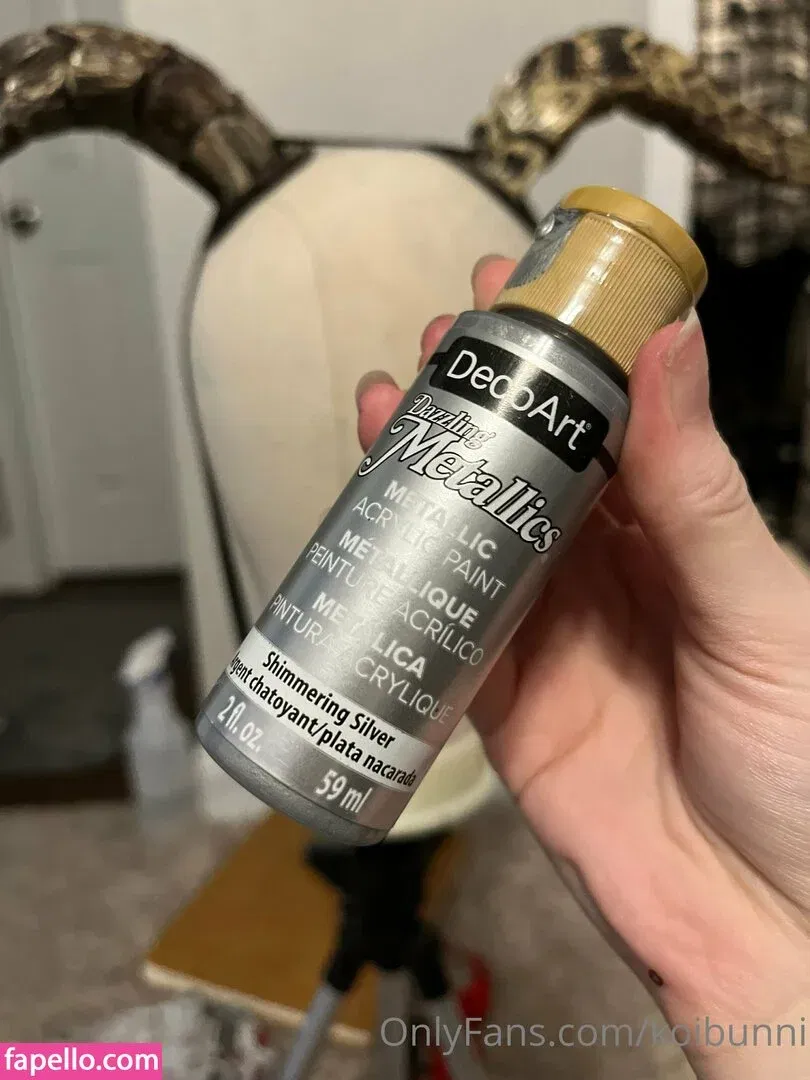 DecoArt®
Dazzling
Metallics
METALLIC
ACRYLIC PAINT
MÉTALLIQUE
PEINTURE ACRÍLICO
METÁLICA
PINTURA ACRYLIQUE
Shimmering Silver
Argent chatoyant/plata nacarada
2 fl. oz.
59 ml
OnlyFans.com/koibunni
fapello.com